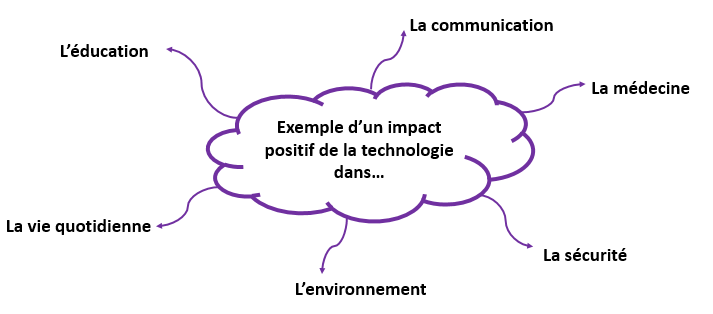 La communication
L’éducation
La médecine
Exemple d’un impact
positif de la technologie
dans…
La vie quotidienne
La sécurité
L’environnement